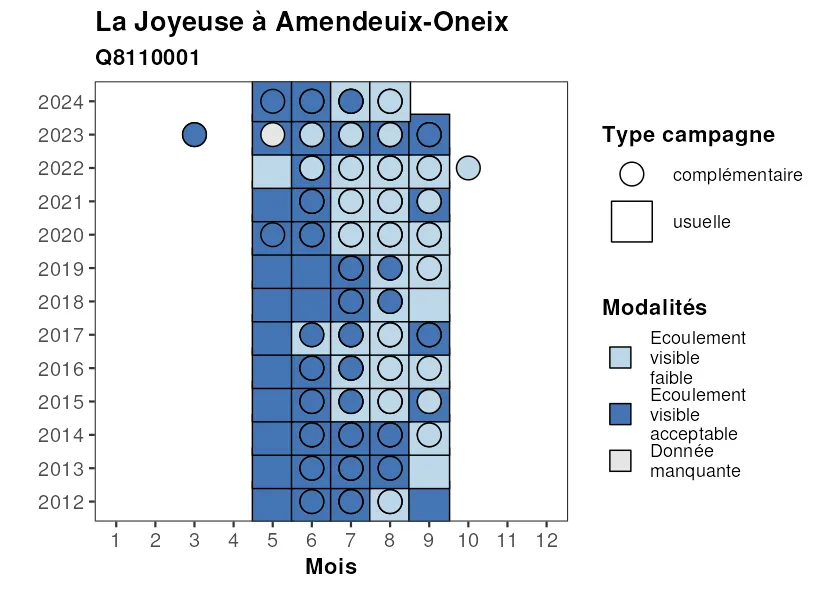 La Joyeuse à Amendeuix-Oneix
Q8110001
2024
2023
2022
2021
2020
2019
2018
2017
2016
2015
2014
2013
2012
1 2 3 4 5 6 7 8 9 10 11 12
Mois
Type campagne
complémentaire
usuelle
Modalités
Ecoulement
visible
faible
Ecoulement
visible
acceptable
Donnée
manquante